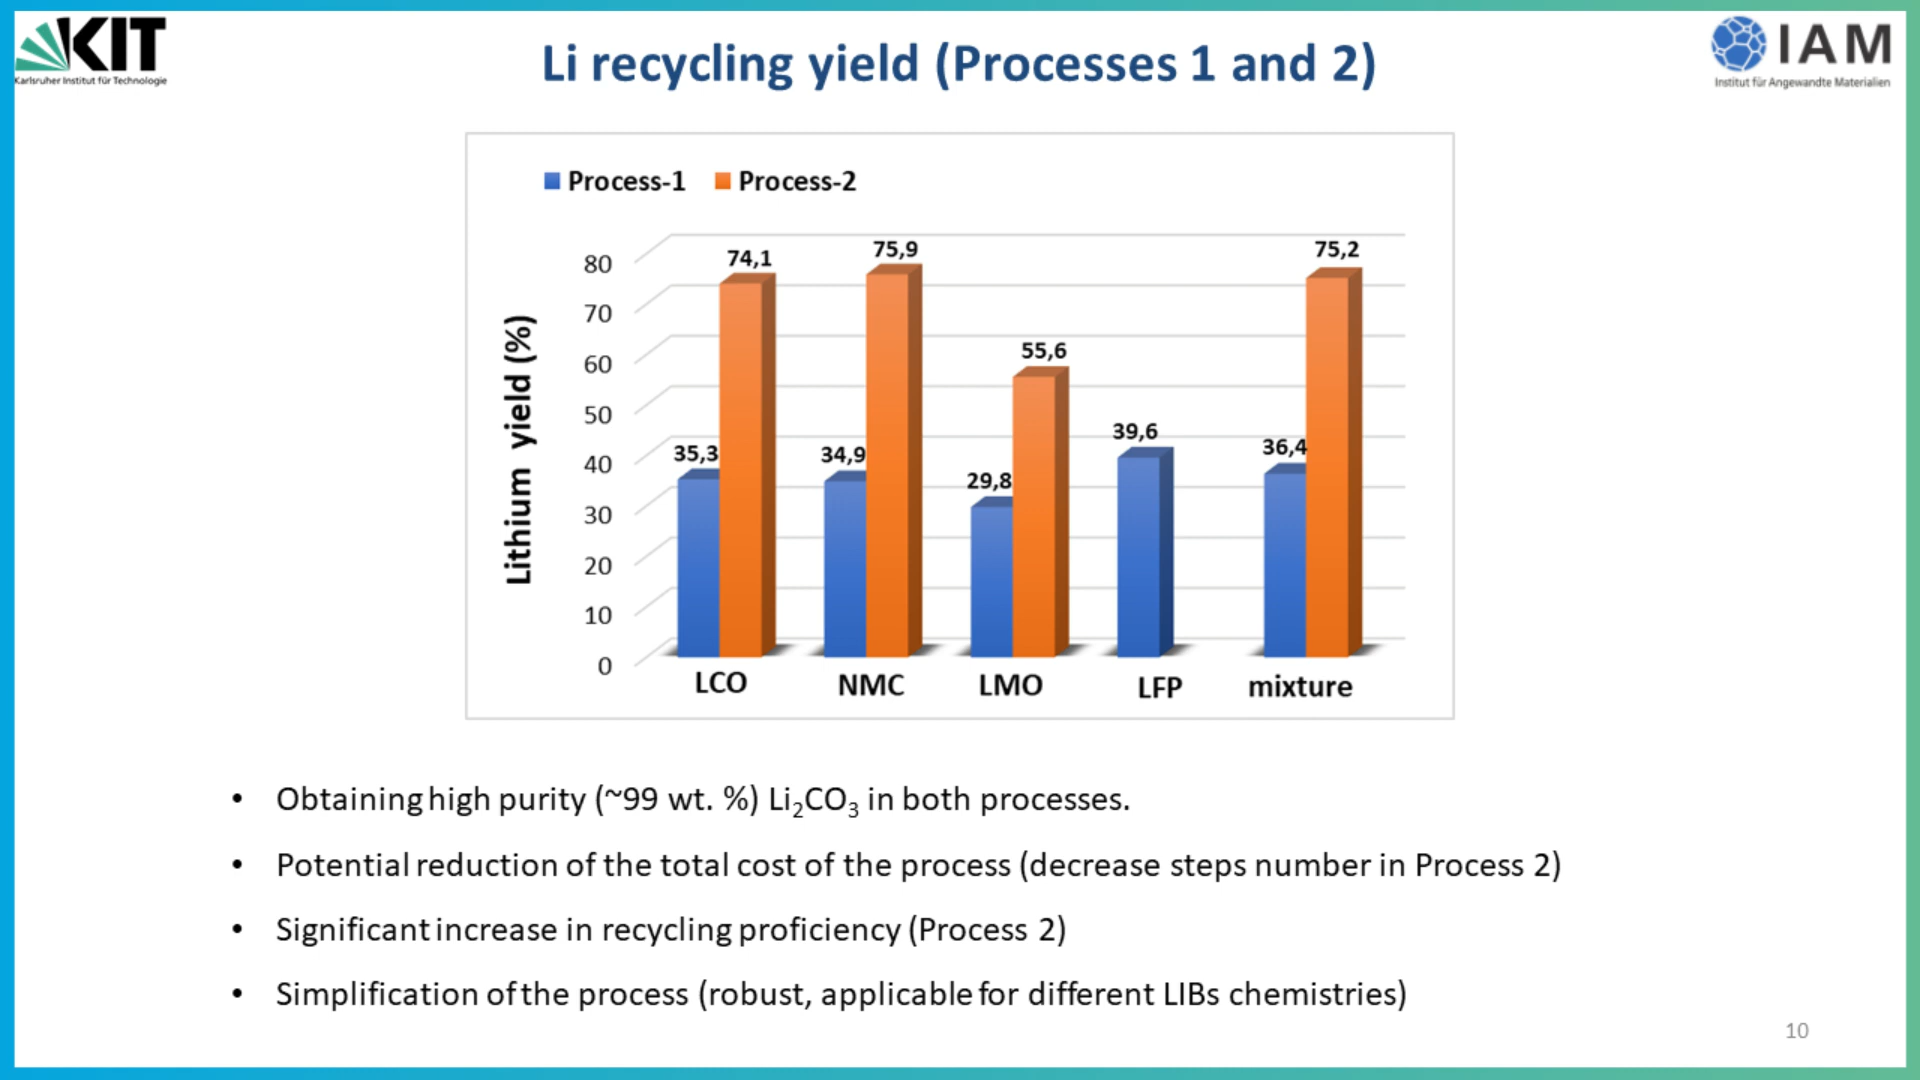 KIT
Karlsruher Institut für Technologie
Li recycling yield (Processes 1 and 2)
IAM
Institut für Angewandte Materialien
Process-1 Process-2
Lithium yield (%)
80
70
60
50
40
30
20
10
0
74,1
75,9
75,2
55,6
39,6
35,3
34,9
36,4
29,8
LCO NMC LMO LFP mixture
• Obtaining high purity (~99 wt. %) Li₂CO₃ in both processes.
• Potential reduction of the total cost of the process (decrease steps number in Process 2)
• Significant increase in recycling proficiency (Process 2)
• Simplification of the process (robust, applicable for different LIBs chemistries)
10